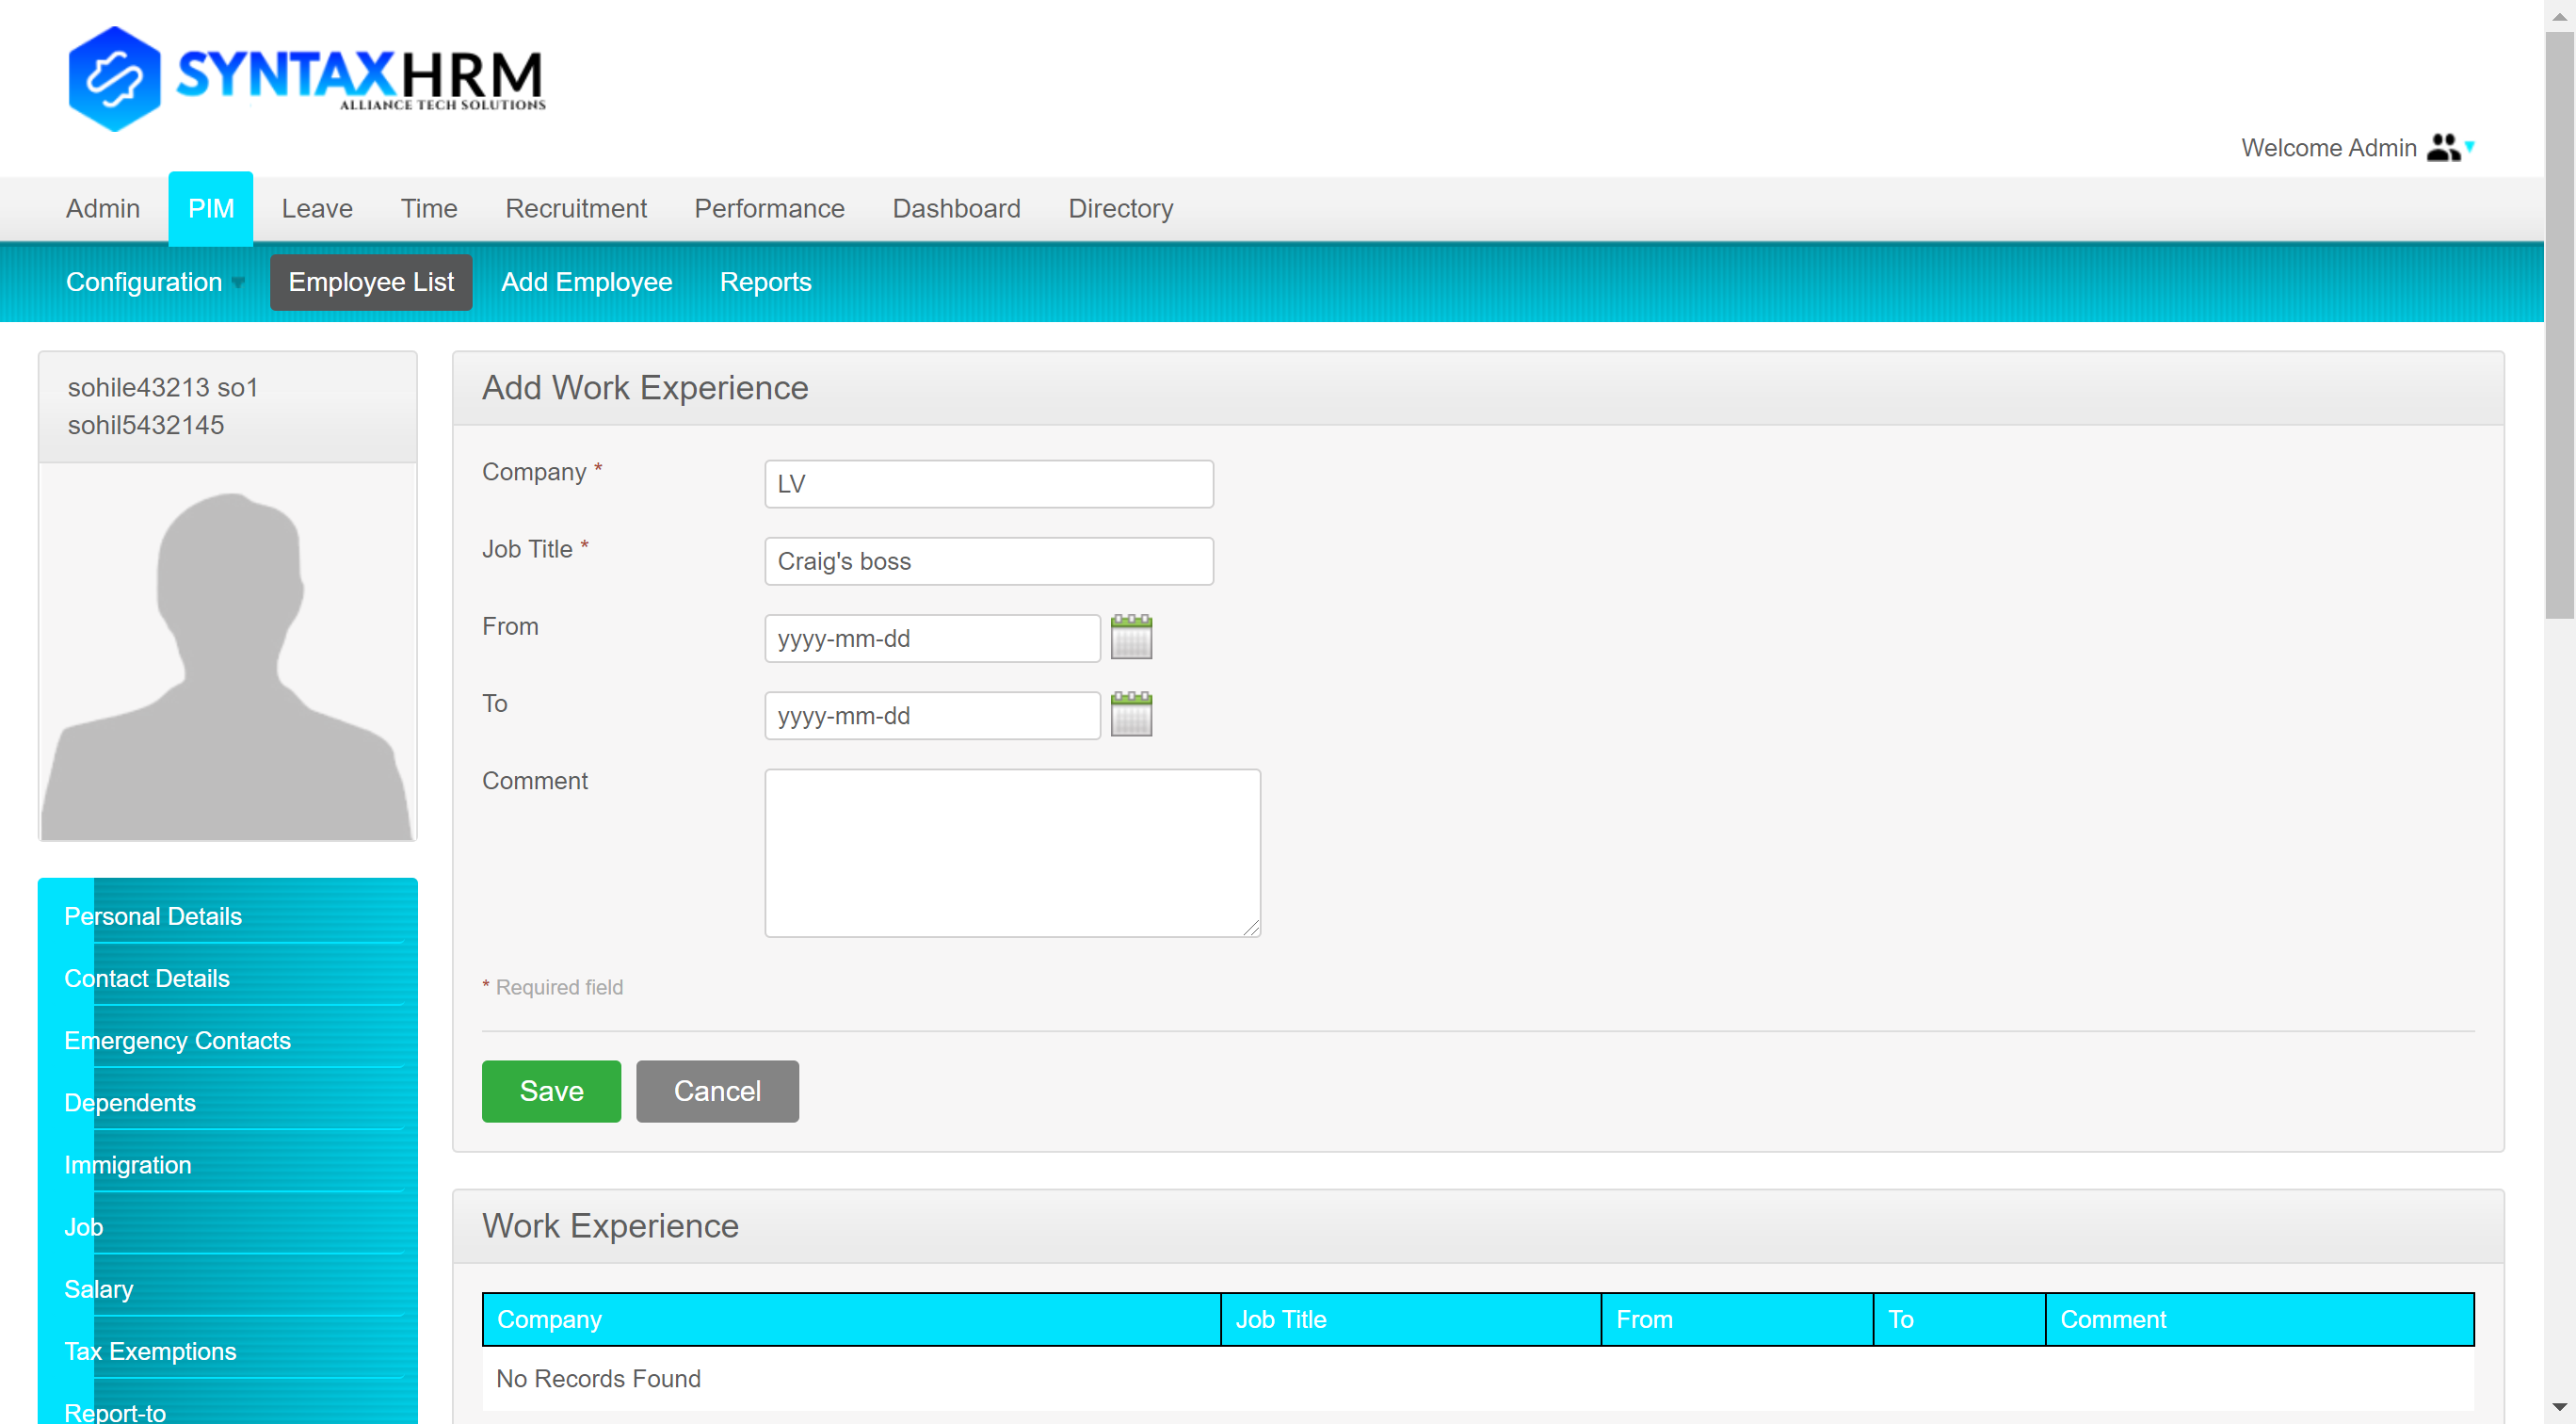 SYNTAXHRM
ALLIANCE TECH SOLUTIONS
Welcome Admin
Admin PIM Leave Time Recruitment Performance Dashboard Directory
Configuration Employee List Add Employee Reports
sohile43213 so1
sohil5432145
Add Work Experience
Company *
LV
Job Title *
Craig's boss
From
yyyy-mm-dd
To
yyyy-mm-dd
Comment
* Required field
Save Cancel
Personal Details
Contact Details
Emergency Contacts
Dependents
Immigration
Job
Salary
Tax Exemptions
Report-to
Work Experience
Company Job Title From To Comment
No Records Found